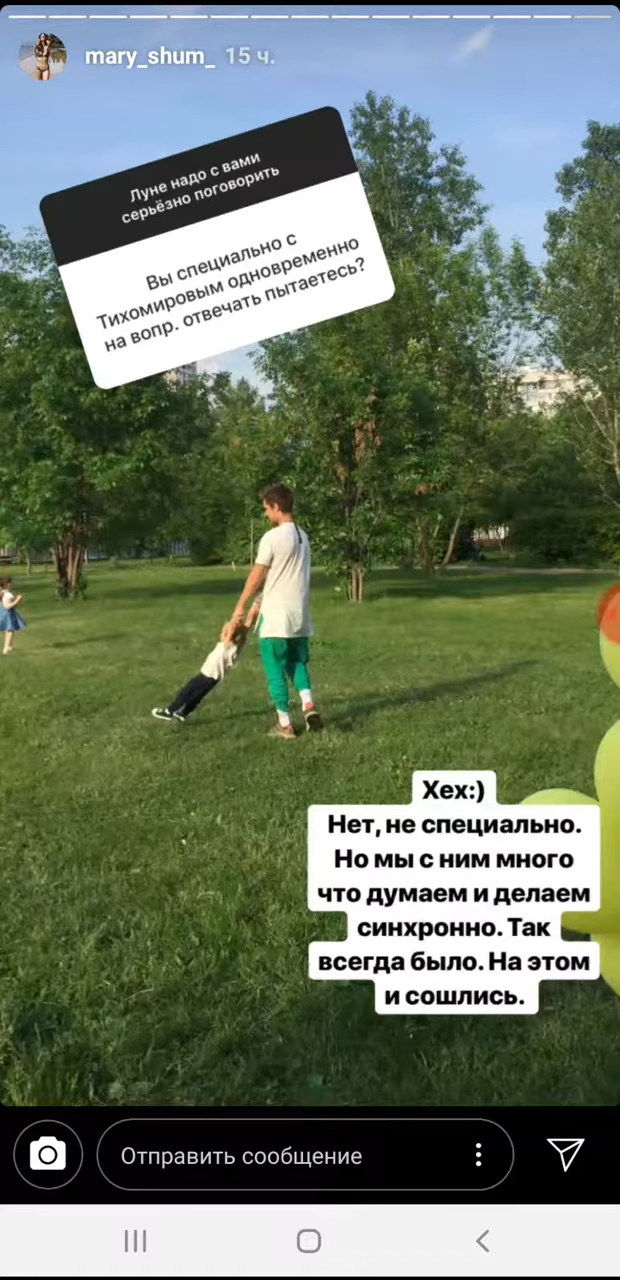 mary_shum_ 15 ч.
Луне надо с вами
серьёзно поговорить
Вы специально с
Тихомировым одновременно
на вопр. отвечать пытаетесь?
Хех:)
Нет, не специально.
Но мы с ним много
что думаем и делаем
синхронно. Так
всегда было. На этом
и сошлись.
Отправить сообщение